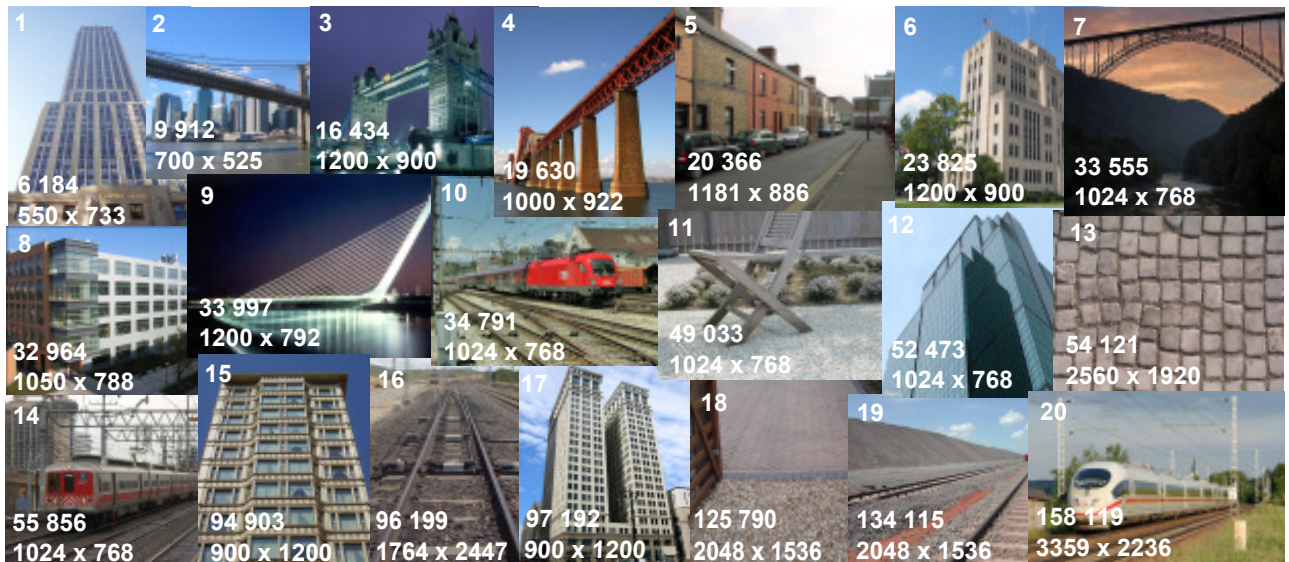 1
6 184
550 x 733
2
9 912
700 x 525
3
16 434
1200 x 900
4
19 630
1000 x 922
5
20 366
1181 x 886
6
23 825
1200 x 900
7
33 555
1024 x 768
8
32 964
1050 x 788
9
33 997
1200 x 792
10
34 791
1024 x 768
11
49 033
1024 x 768
12
52 473
1024 x 768
13
54 121
2560 x 1920
14
55 856
1024 x 768
15
94 903
900 x 1200
16
96 199
1764 x 2447
17
97 192
900 x 1200
18
125 790
2048 x 1536
19
134 115
2048 x 1536
20
158 119
3359 x 2236